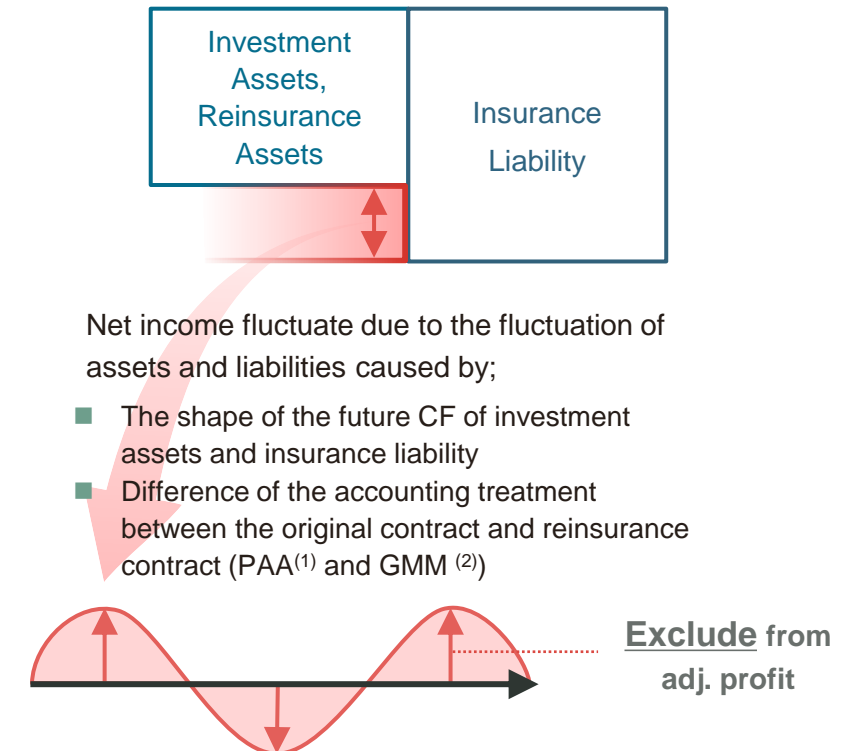 Investment
Assets,
Reinsurance
Assets
Insurance
Liability
Net income fluctuate due to the fluctuation of
assets and liabilities caused by;
The shape of the future CF of investment
assets and insurance liability
Difference of the accounting treatment
between the original contract and reinsurance
contract (PAA(1) and GMM (2))
Exclude from
adj. profit